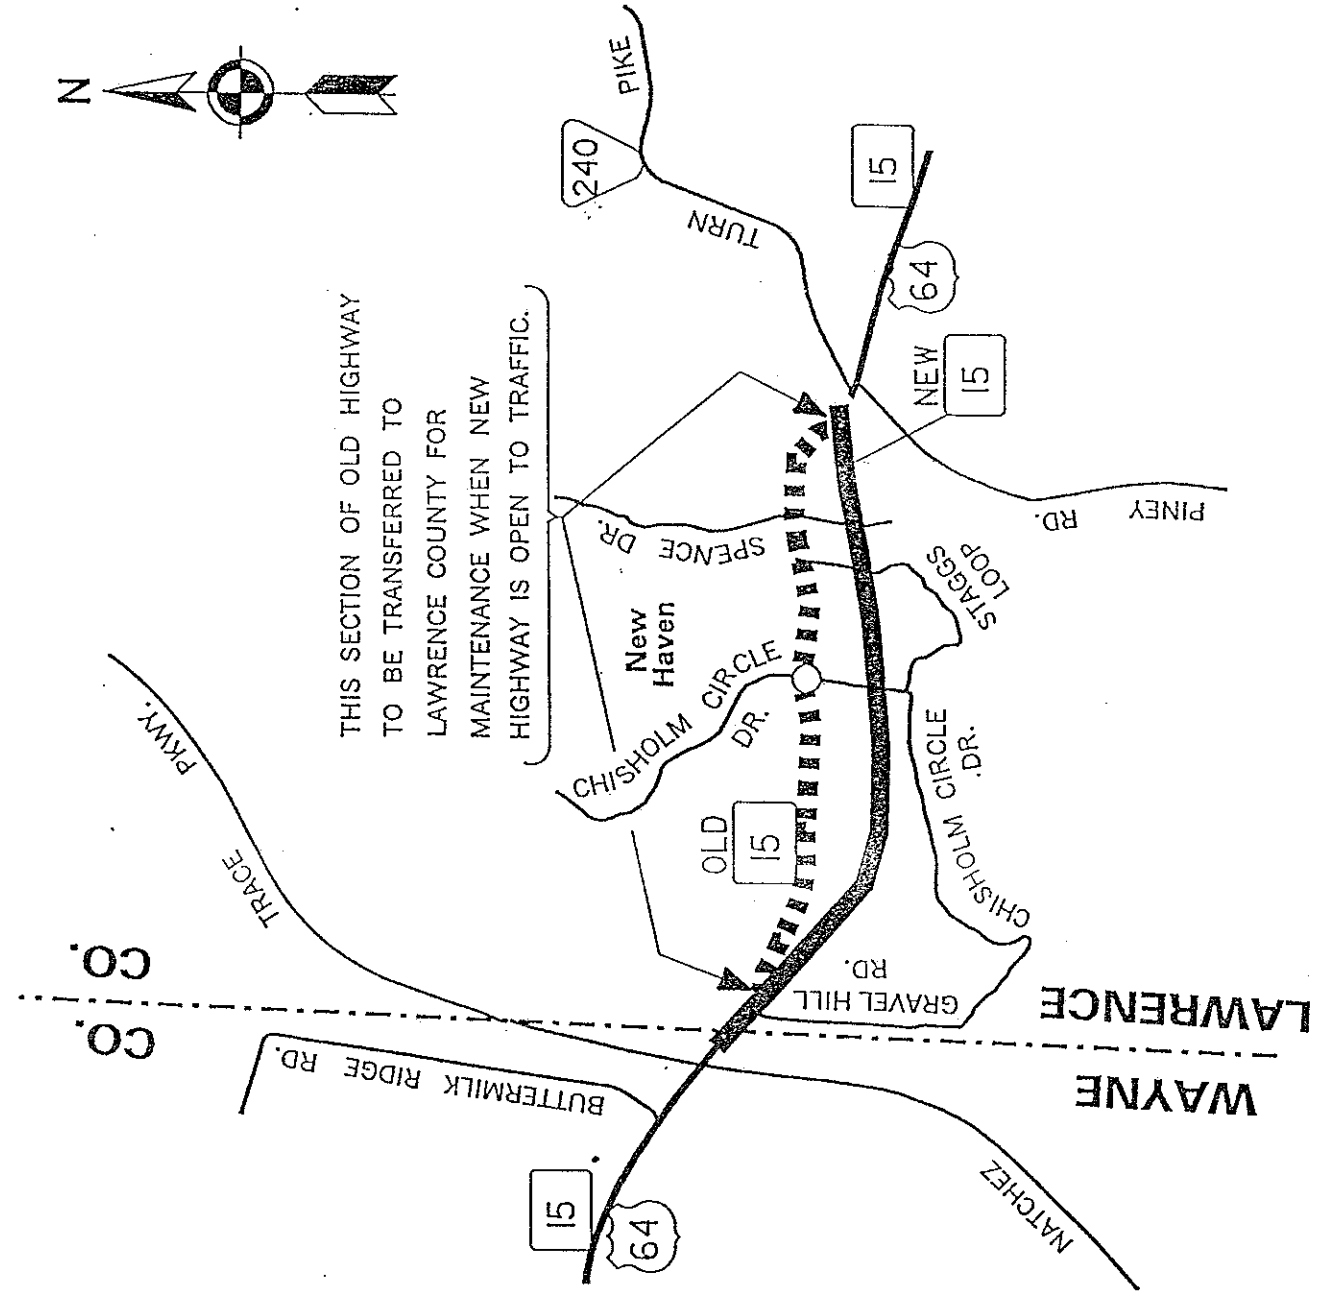 N
THIS SECTION OF OLD HIGHWAY
TO BE TRANSFERRED TO
LAWRENCE COUNTY FOR
MAINTENANCE WHEN NEW
HIGHWAY IS OPEN TO TRAFFIC.
PIKE
240
TURN
15
64
NEW
15
PINEY RD.
SPENCE DR.
STAGGS
LOOP
New
Haven
CHISHOLM CIRCLE
DR.
CHISHOLM CIRCLE
DR.
OLD
15
GRAVEL HILL
RD.
NATCHEZ TRACE PKWY.
BUTTERMILK RIDGE RD.
15
64
LAWRENCE CO.
WAYNE CO.